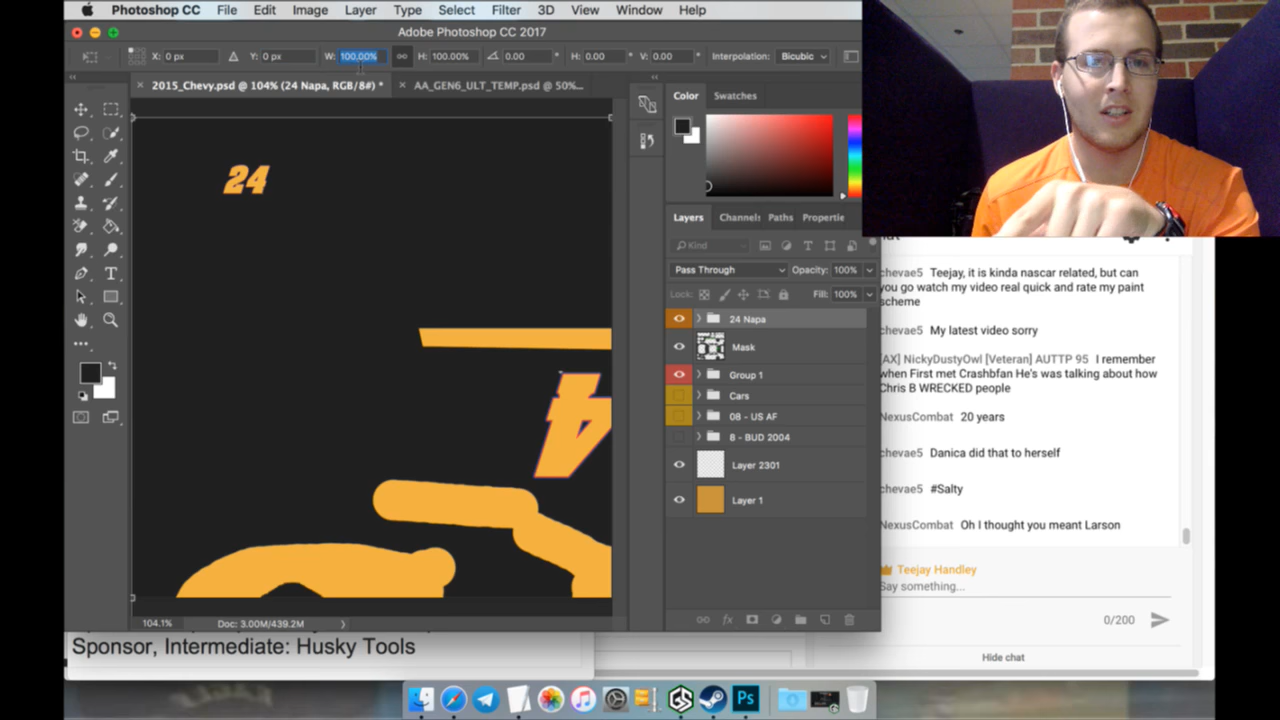 Photoshop CC File Edit Image Layer Type Select Filter 3D View Window Help
Adobe Photoshop CC 2017
X: 0 px Y: 0 px W: 100.00% H: 100.00% 0.00 ° H: 0.00 ° V: 0.00 ° Interpolation: Bicubic
2015_Chevy.psd @ 104% (24 Napa, RGB/8#) * AA_GEN6_ULT_TEMP.psd @ 50%...
24
4
104.1% Doc: 3.00M/439.2M
Color Swatches
Layers Channel: Paths Propertie
Kind
Pass Through Opacity: 100%
Lock: Fill: 100%
24 Napa
Mask
Group 1
Cars
08 - US AF
8 - BUD 2004
Layer 2301
Layer 1
fx
chevae5 Teejay, it is kinda nascar related, but can
you go watch my video real quick and rate my paint
scheme
chevae5 My latest video sorry
[AX] NickyDustyOwl [Veteran] AUTTP 95 I remember
when First met Crashbfan He's was talking about how
Chris B WRECKED people
NexusCombat 20 years
chevae5 Danica did that to herself
chevae5 #Salty
NexusCombat Oh I thought you meant Larson
Teejay Handley
Say something...
0/200
Hide chat
Sponsor, Intermediate: Husky Tools
Ps